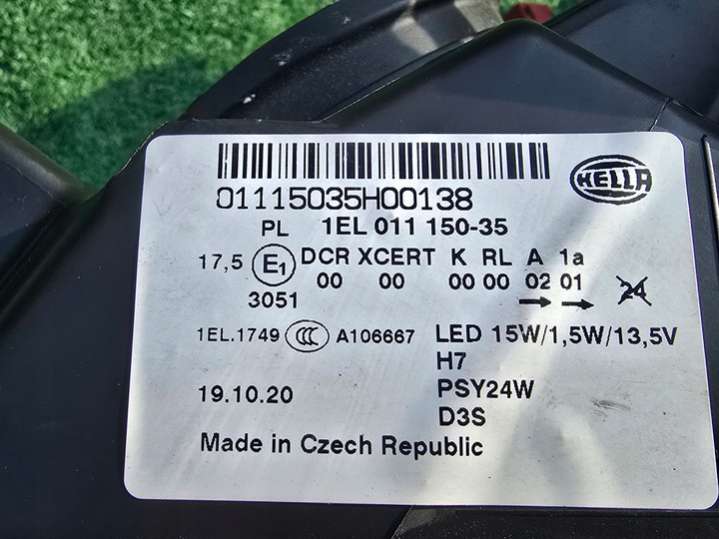 01115035H00138
HELLA
PL 1EL 011 150-35
17,5 E1 DCR XCERT K RL A 1a
00 00 00 00 02 01
3051
24
1EL.1749 CCC A106667 LED 15W/1,5W/13,5V
H7
19.10.20 PSY24W
D3S
Made in Czech Republic